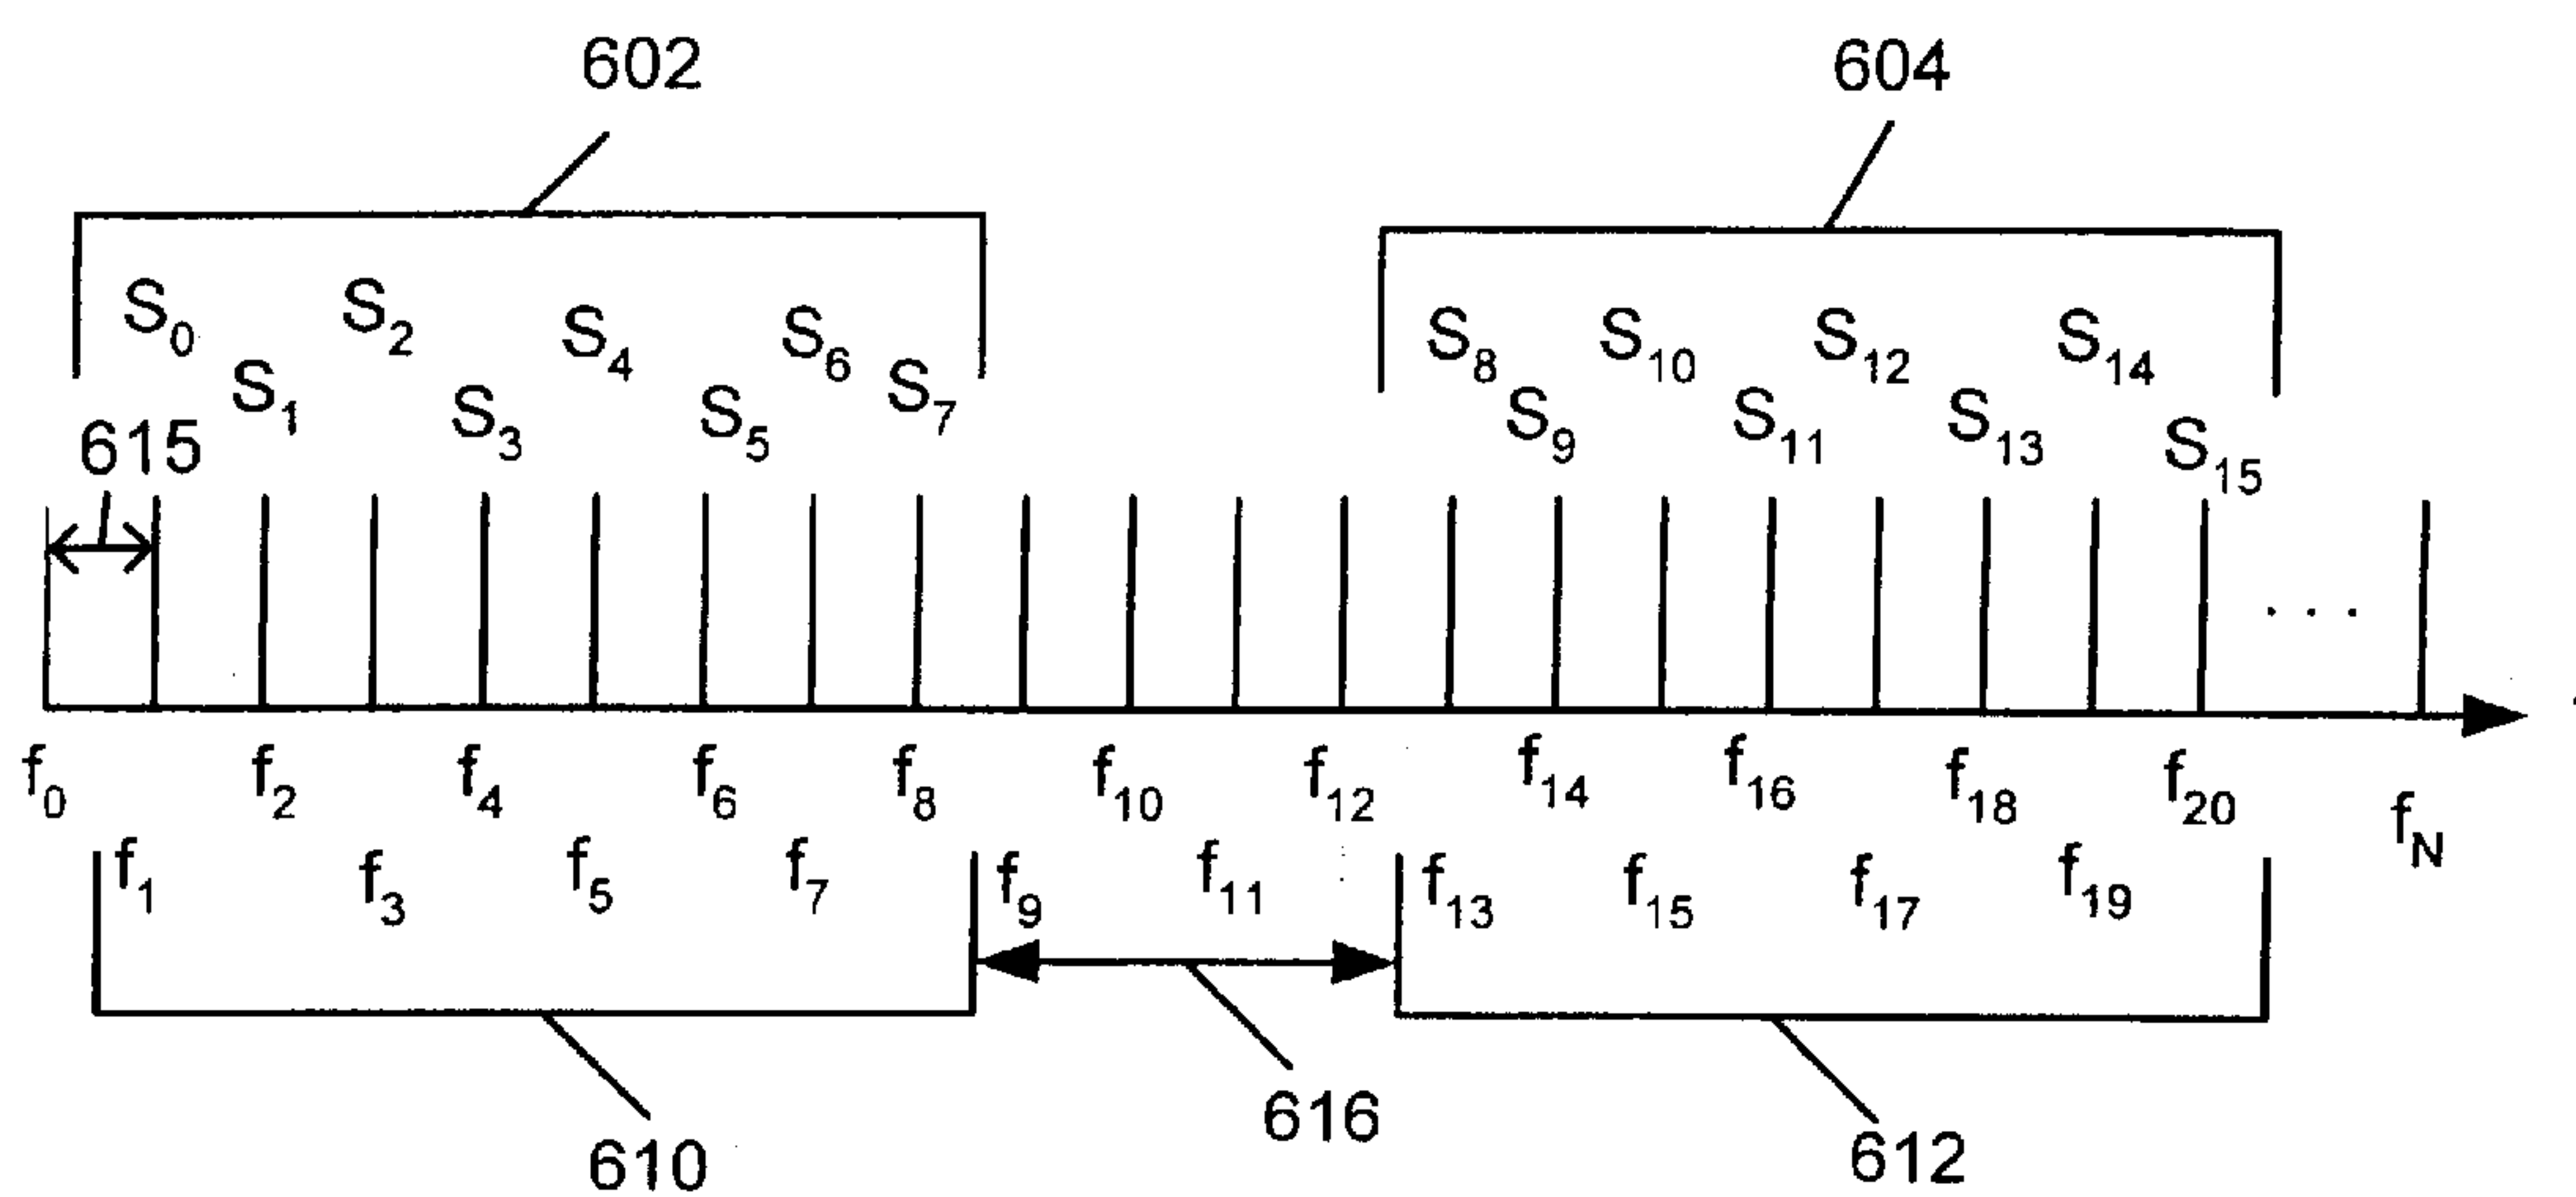 602 604
S0 S2 S4 S6 S8 S10 S12 S14
S1 S3 S5 S7 S9 S11 S13 S15
615
. . .
f0 f2 f4 f6 f8 f10 f12 f14 f16 f18 f20 fN
f1 f3 f5 f7 f9 f11 f13 f15 f17 f19
616
610 612